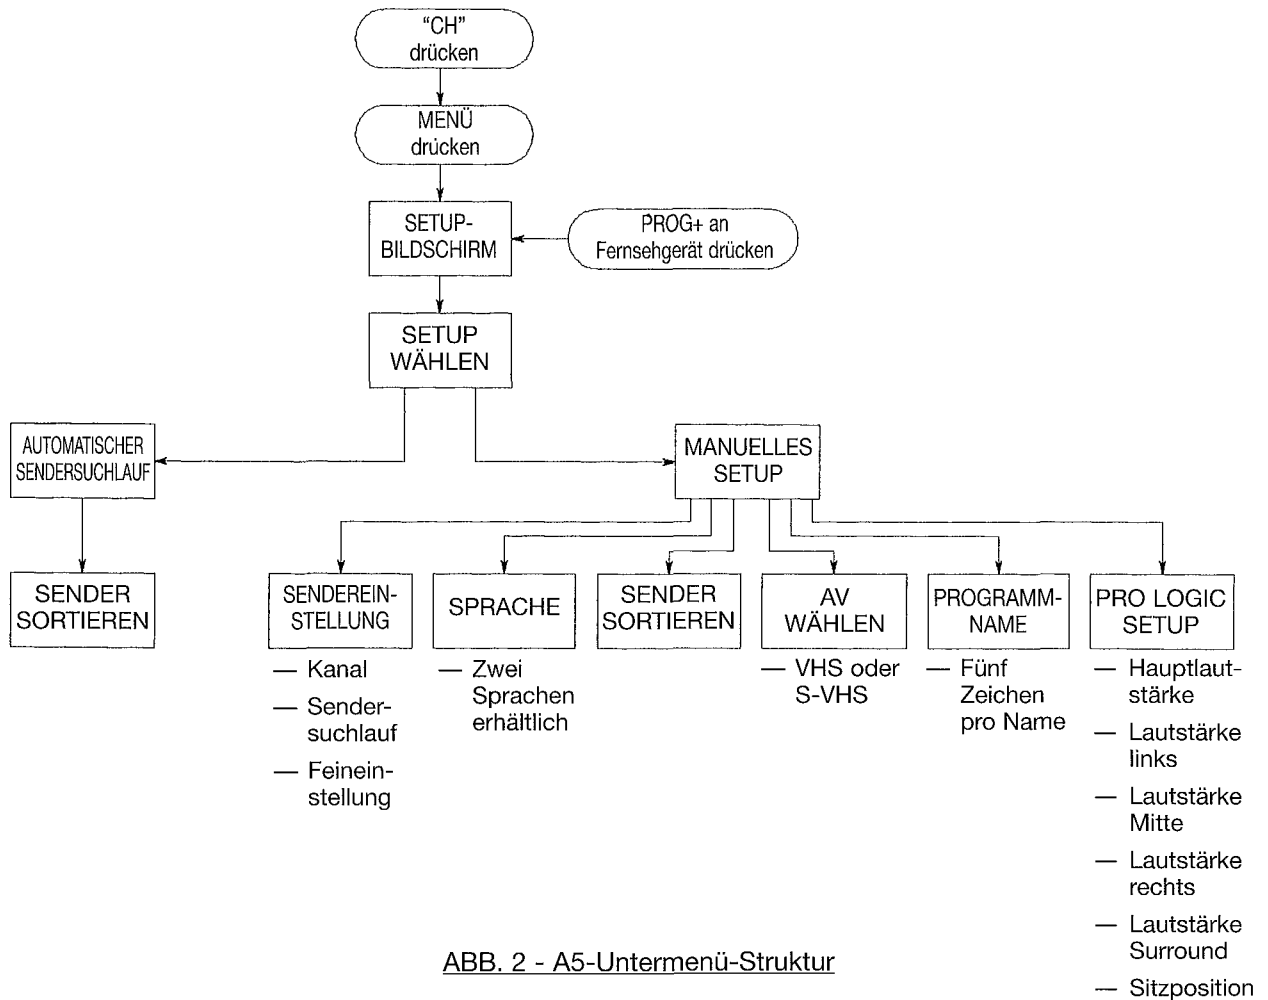 "CH"
drücken
MENÜ
drücken
SETUP-
BILDSCHIRM
PROG+ an
Fernsehgerät drücken
SETUP
WÄHLEN
AUTOMATISCHER
SENDERSUCHLAUF
MANUELLES
SETUP
SENDER
SORTIEREN
SENDEREIN-
STELLUNG
— Kanal
— Sender-
suchlauf
— Feinein-
stellung
SPRACHE
— Zwei
Sprachen
erhältlich
SENDER
SORTIEREN
AV
WÄHLEN
— VHS oder
S-VHS
PROGRAMM-
NAME
— Fünf
Zeichen
pro Name
PRO LOGIC
SETUP
— Hauptlaut-
stärke
— Lautstärke
links
— Lautstärke
Mitte
— Lautstärke
rechts
— Lautstärke
Surround
— Sitzposition
ABB. 2 - A5-Untermenü-Struktur